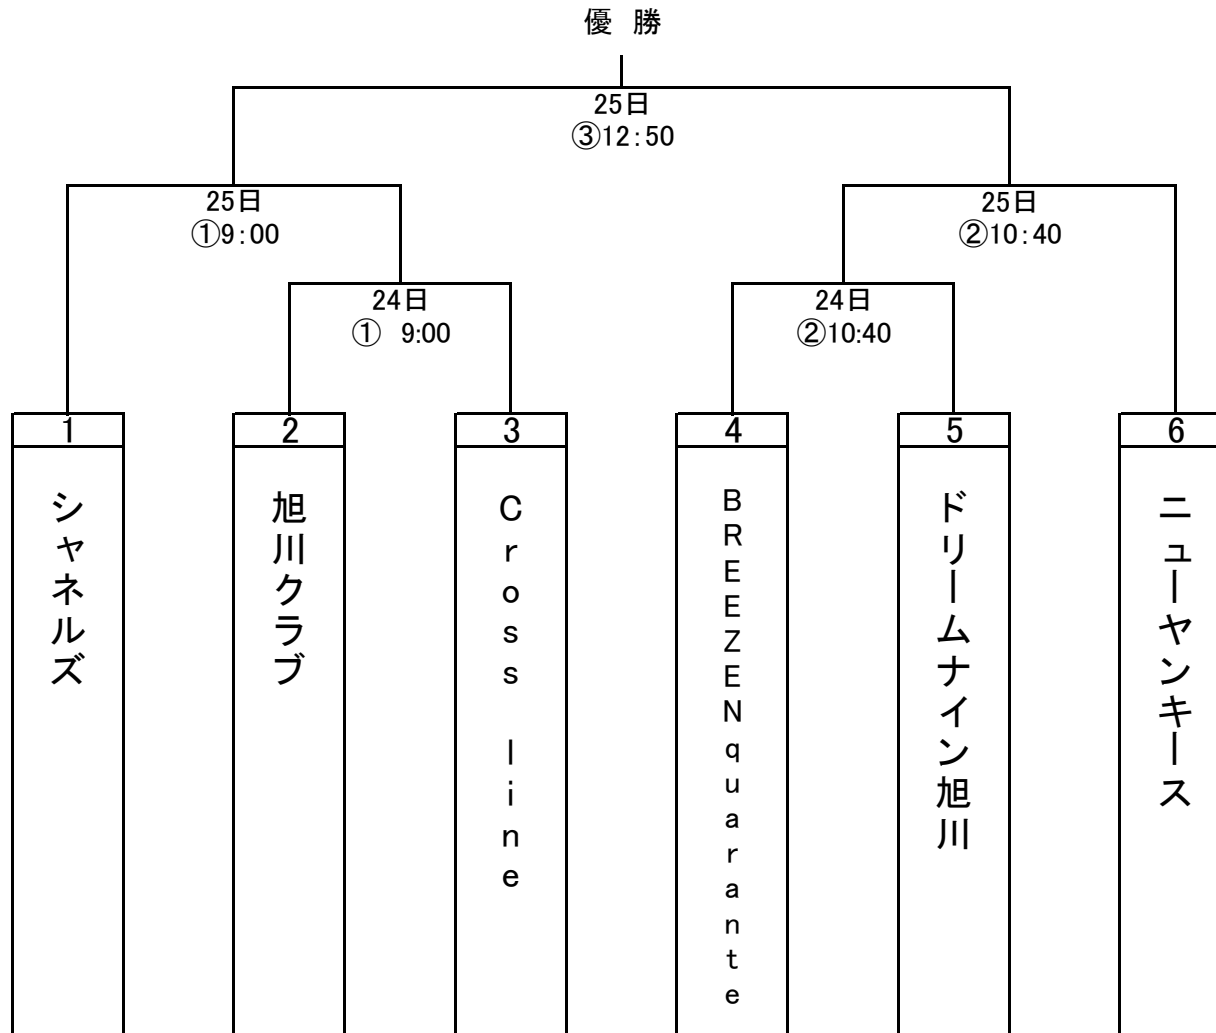 優 勝
25日
③12:50
25日
①9:00
25日
②10:40
24日
① 9:00
24日
②10:40
1
2
3
4
5
6
シャネルズ
旭川クラブ
Cross line
BREEZENquarante
ドリームナイン旭川
ニューヤンキース